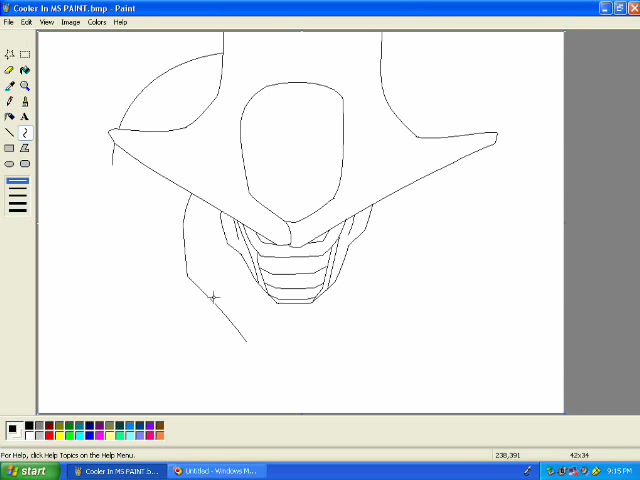 Cooler In MS PAINT.bmp - Paint
File Edit View Image Colors Help
A
For Help, click Help Topics on the Help Menu.
238,391
42x34
start
Cooler In MS PAINT.b...
Untitled - Windows M...
9:15 PM